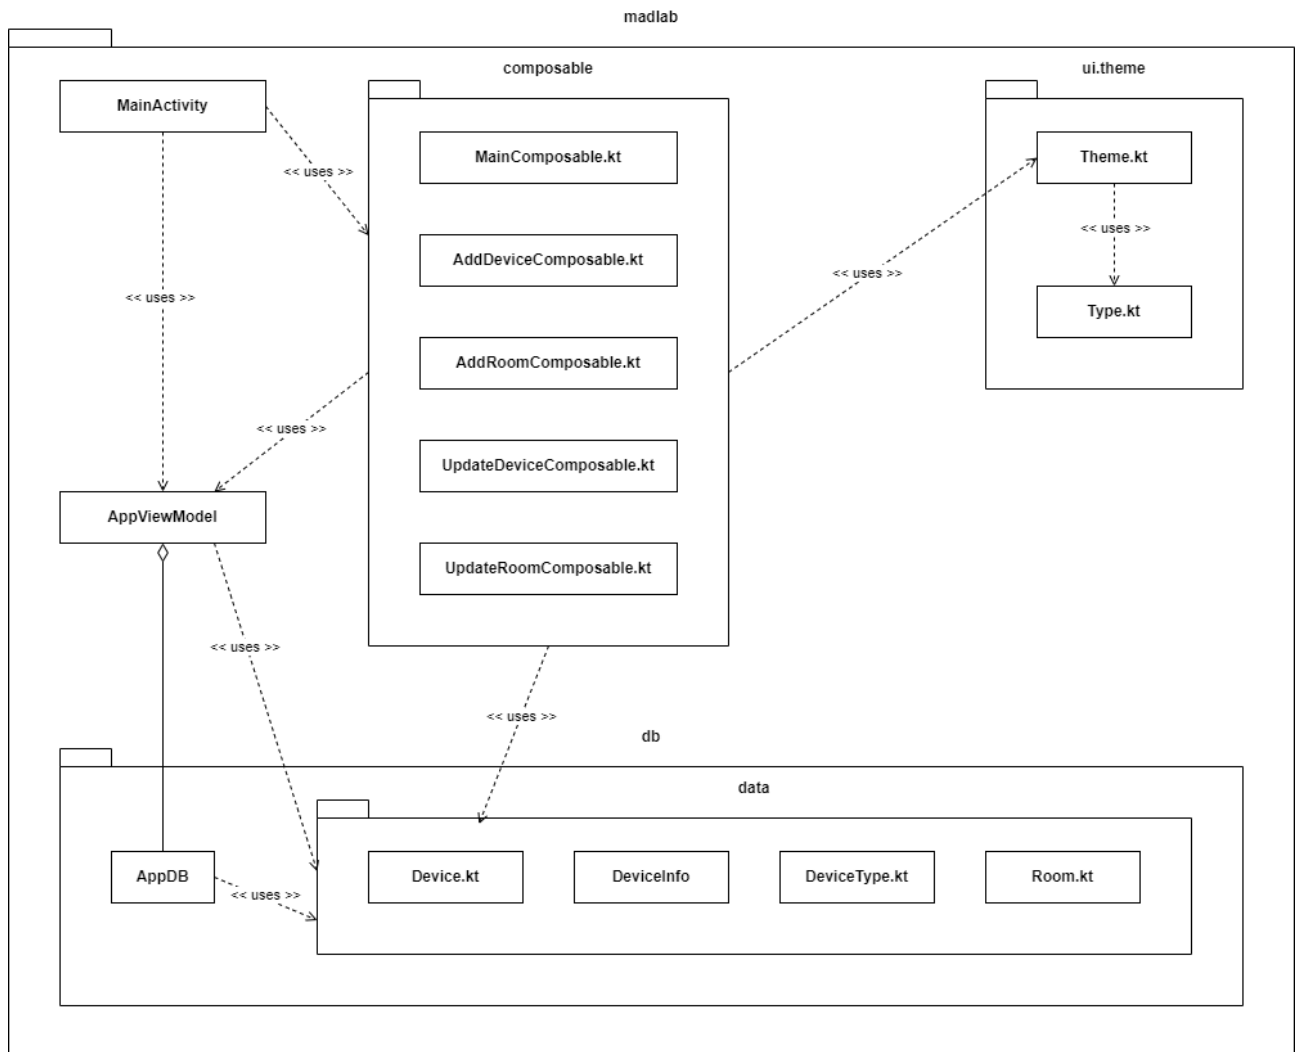 madlab
composable
ui.theme
MainActivity
MainComposable.kt
Theme.kt
<< uses >>
<< uses >>
AddDeviceComposable.kt
<< uses >>
<< uses >>
Type.kt
AddRoomComposable.kt
<< uses >>
UpdateDeviceComposable.kt
AppViewModel
UpdateRoomComposable.kt
<< uses >>
<< uses >>
db
data
AppDB
Device.kt
DeviceInfo
DeviceType.kt
Room.kt
<< uses >>